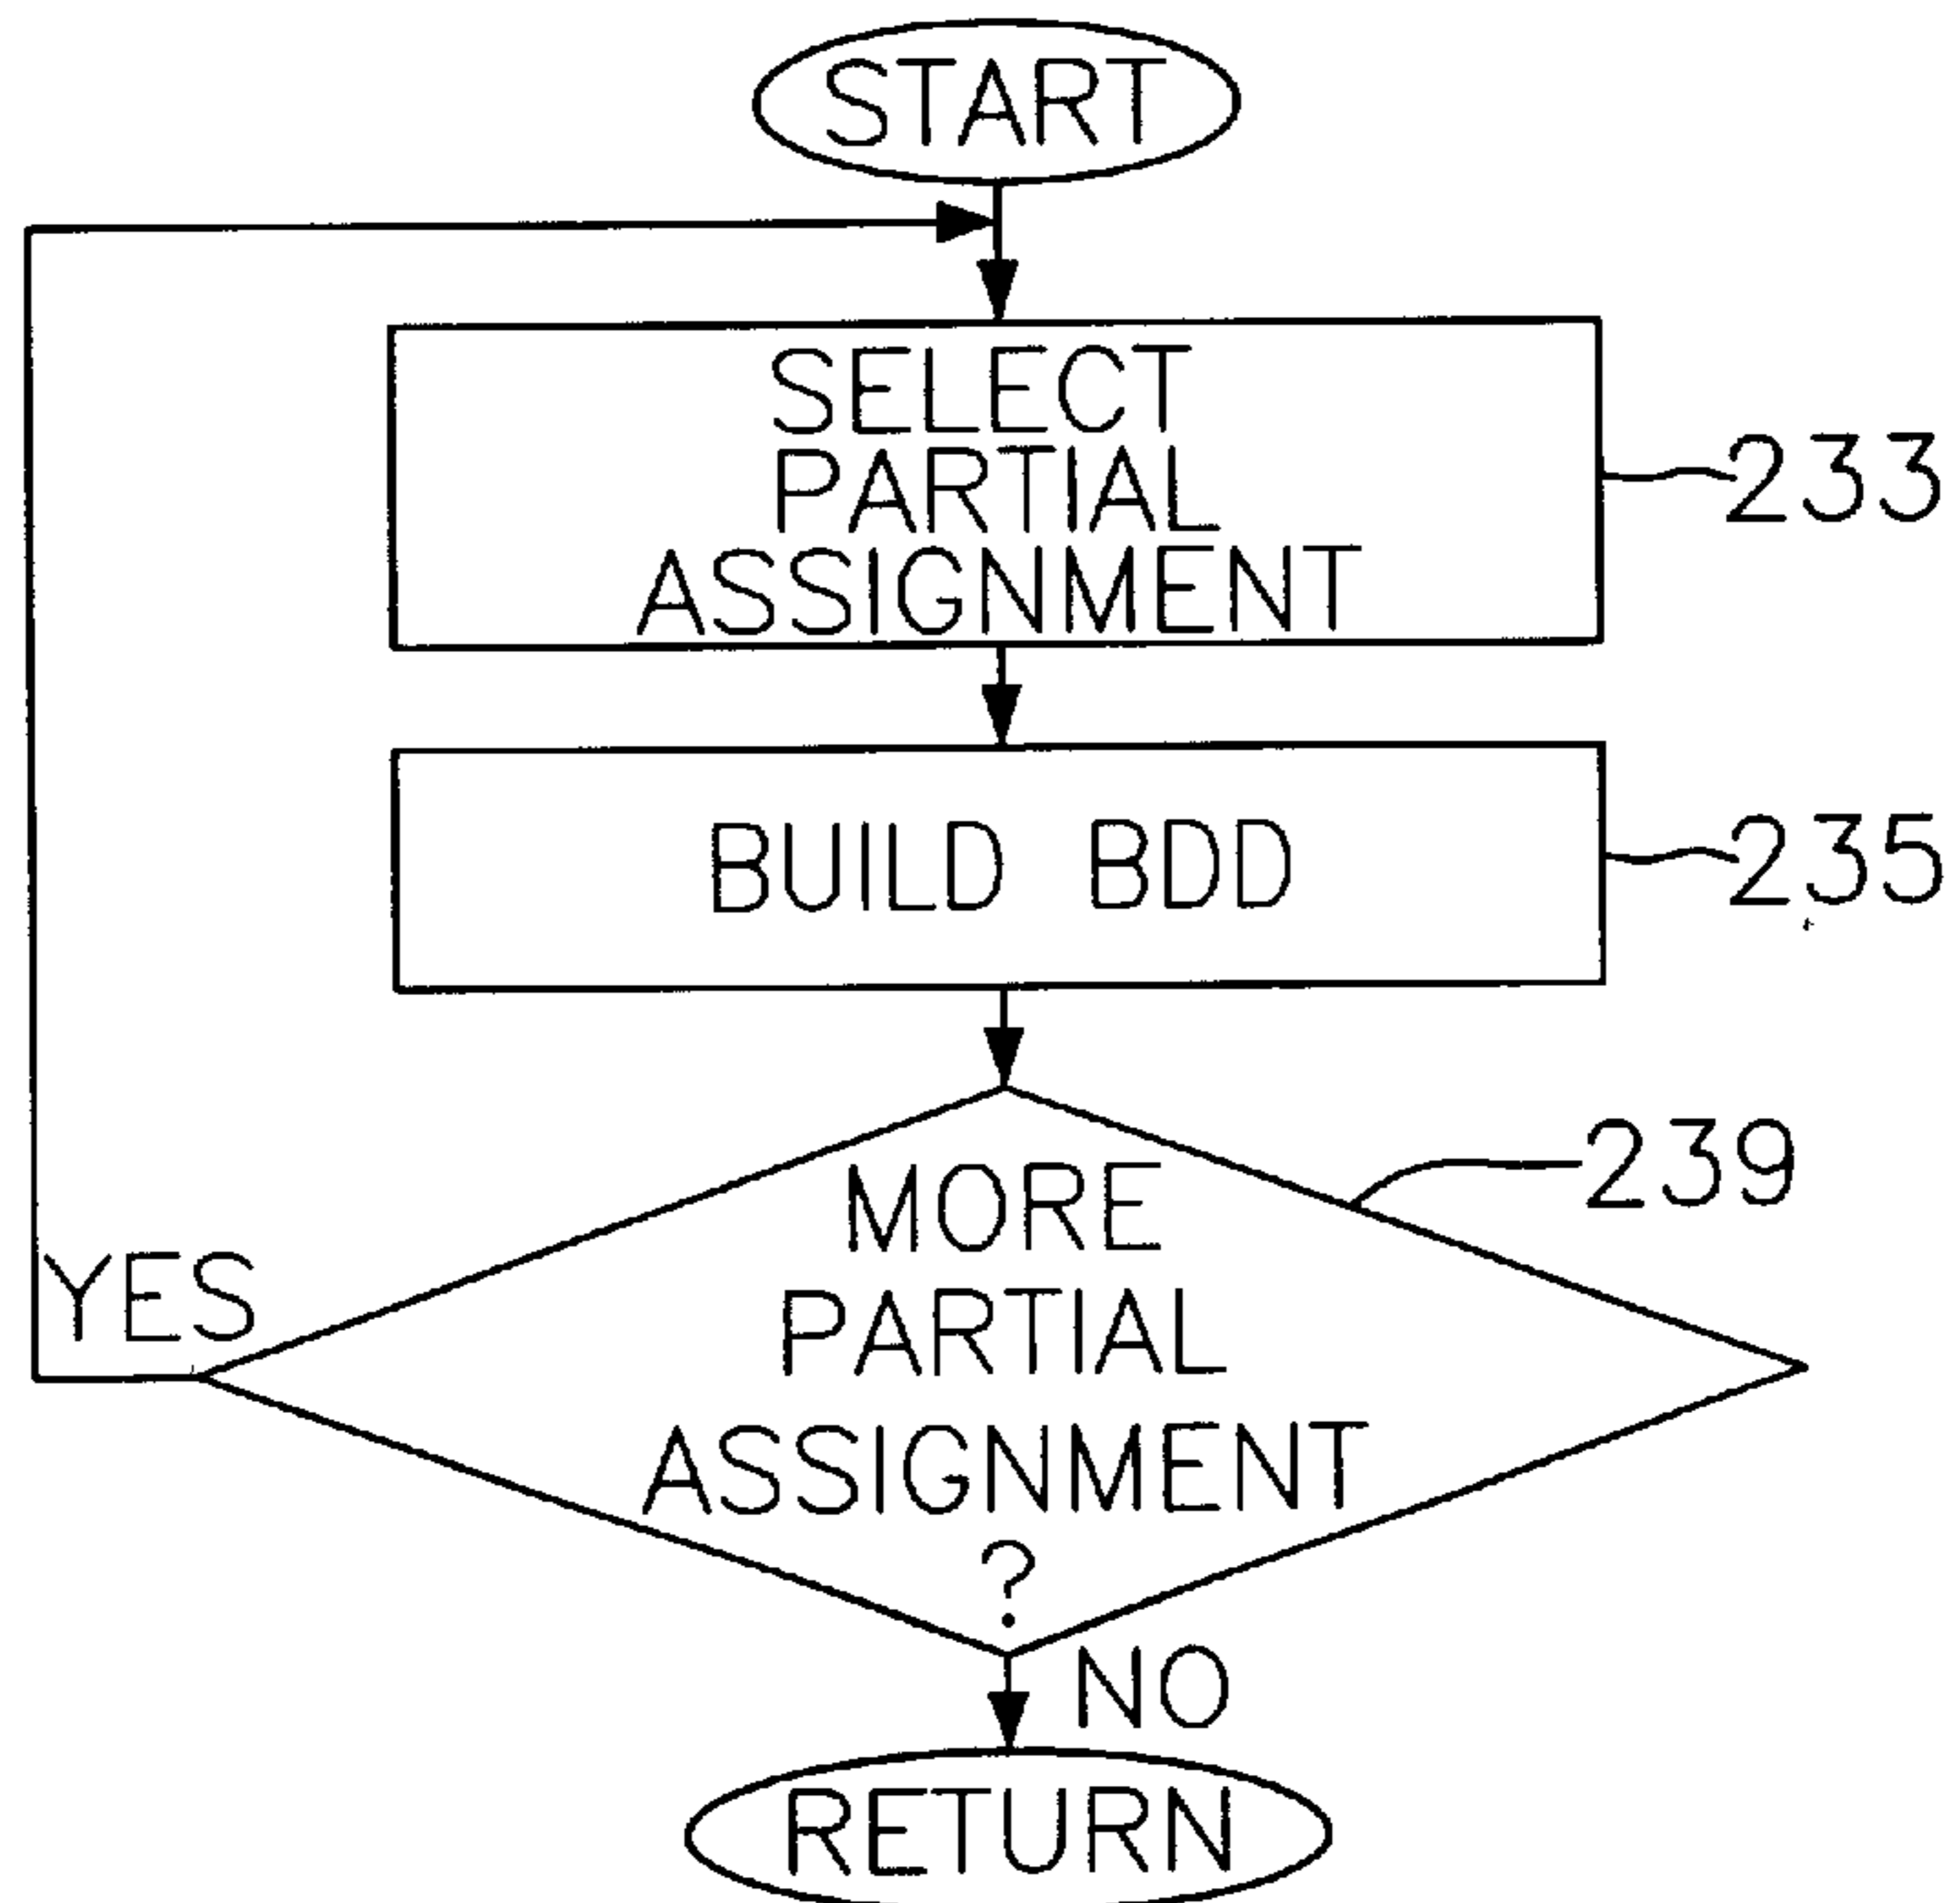 START
SELECT
PARTIAL
ASSIGNMENT
233
BUILD BDD
235
MORE
PARTIAL
ASSIGNMENT
?
239
YES
NO
RETURN